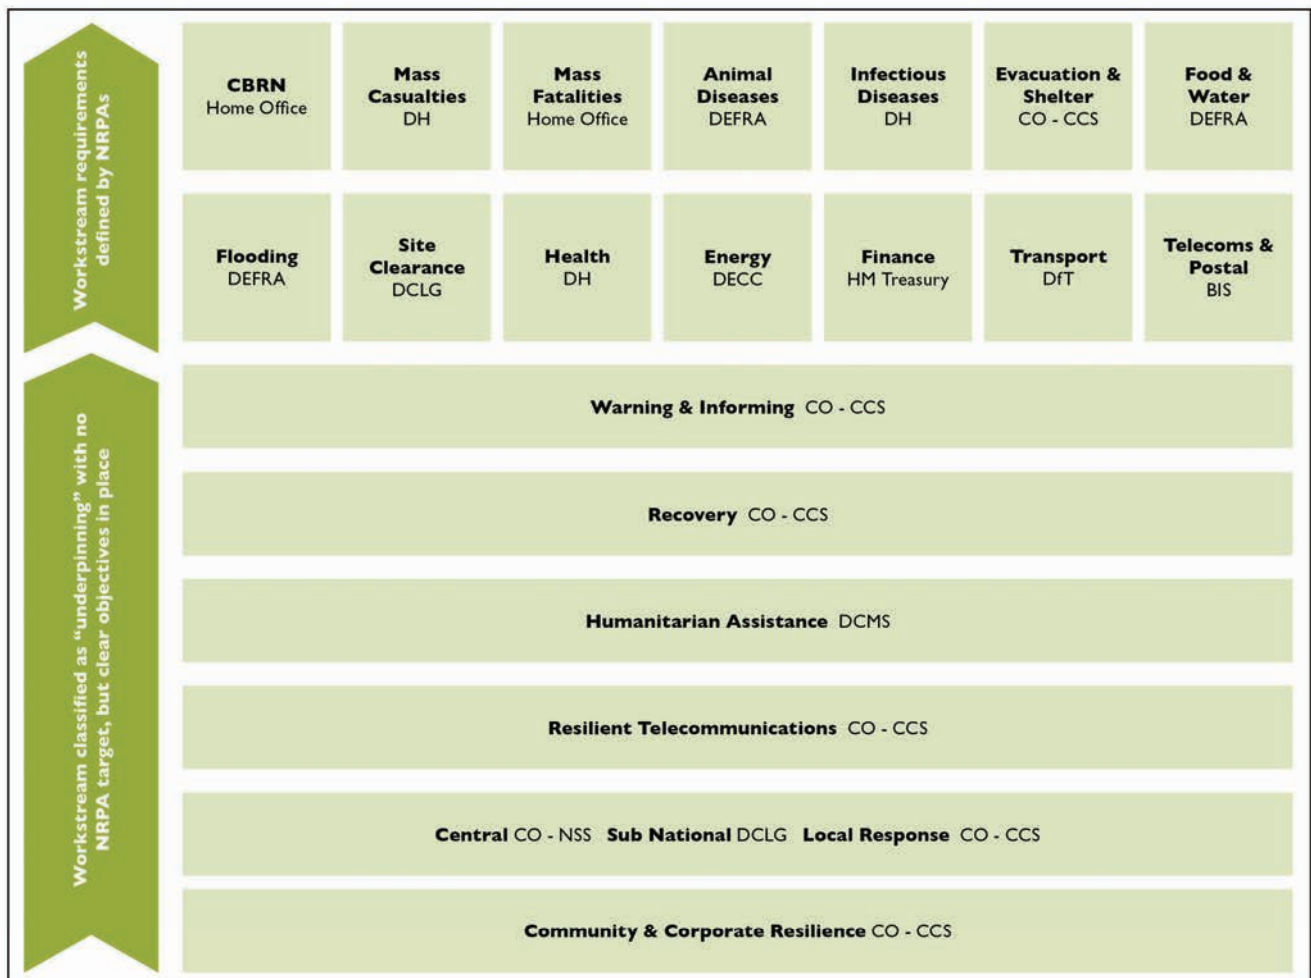 Workstream requirements
defined by NRPAs
CBRN
Home Office
Mass
Casualties
DH
Mass
Fatalities
Home Office
Animal
Diseases
DEFRA
Infectious
Diseases
DH
Evacuation &
Shelter
CO - CCS
Food &
Water
DEFRA
Flooding
DEFRA
Site
Clearance
DCLG
Health
DH
Energy
DECC
Finance
HM Treasury
Transport
DfT
Telecoms &
Postal
BIS
Workstream classified as “underpinning” with no
NRPA target, but clear objectives in place
Warning & Informing CO - CCS
Recovery CO - CCS
Humanitarian Assistance DCMS
Resilient Telecommunications CO - CCS
Central CO - NSS Sub National DCLG Local Response CO - CCS
Community & Corporate Resilience CO - CCS